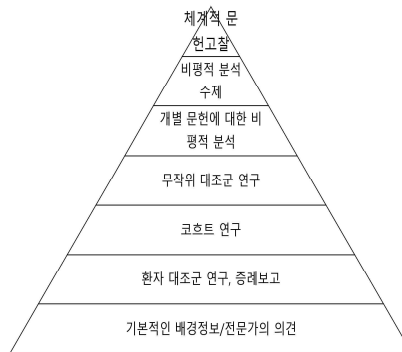 체계적 문
헌고찰
비평적 분석
수제
개별 문헌에 대한 비
평적 분석
무작위 대조군 연구
코흐트 연구
환자 대조군 연구, 증례보고
기본적인 배경정보/전문가의 의견